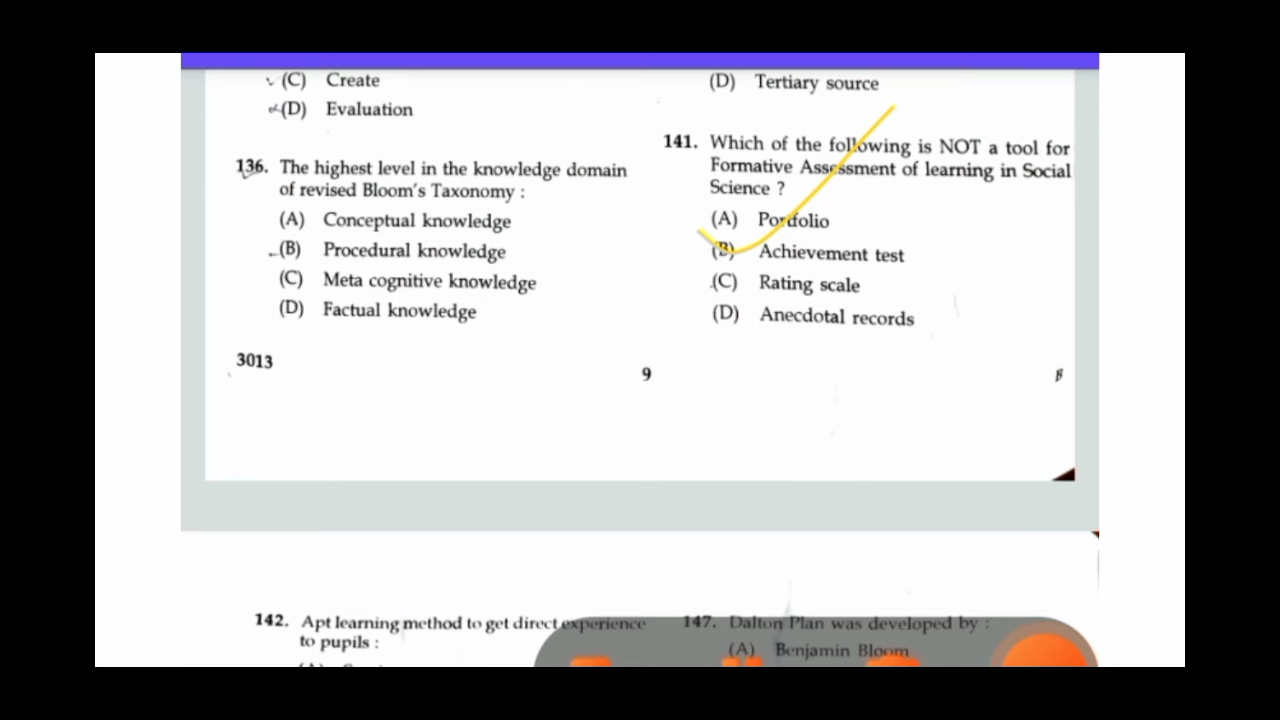 (C) Create
(D) Evaluation
136. The highest level in the knowledge domain
of revised Bloom's Taxonomy :
(A) Conceptual knowledge
(B) Procedural knowledge
(C) Meta cognitive knowledge
(D) Factual knowledge
3013
(D) Tertiary source
141. Which of the following is NOT a tool for
Formative Assessment of learning in Social
Science ?
(A) Portfolio
(B) Achievement test
(C) Rating scale
(D) Anecdotal records
9
142. Apt learning method to get direct experience
to pupils :
147. Dalton Plan was developed by :
(A) Benjamin Bloom